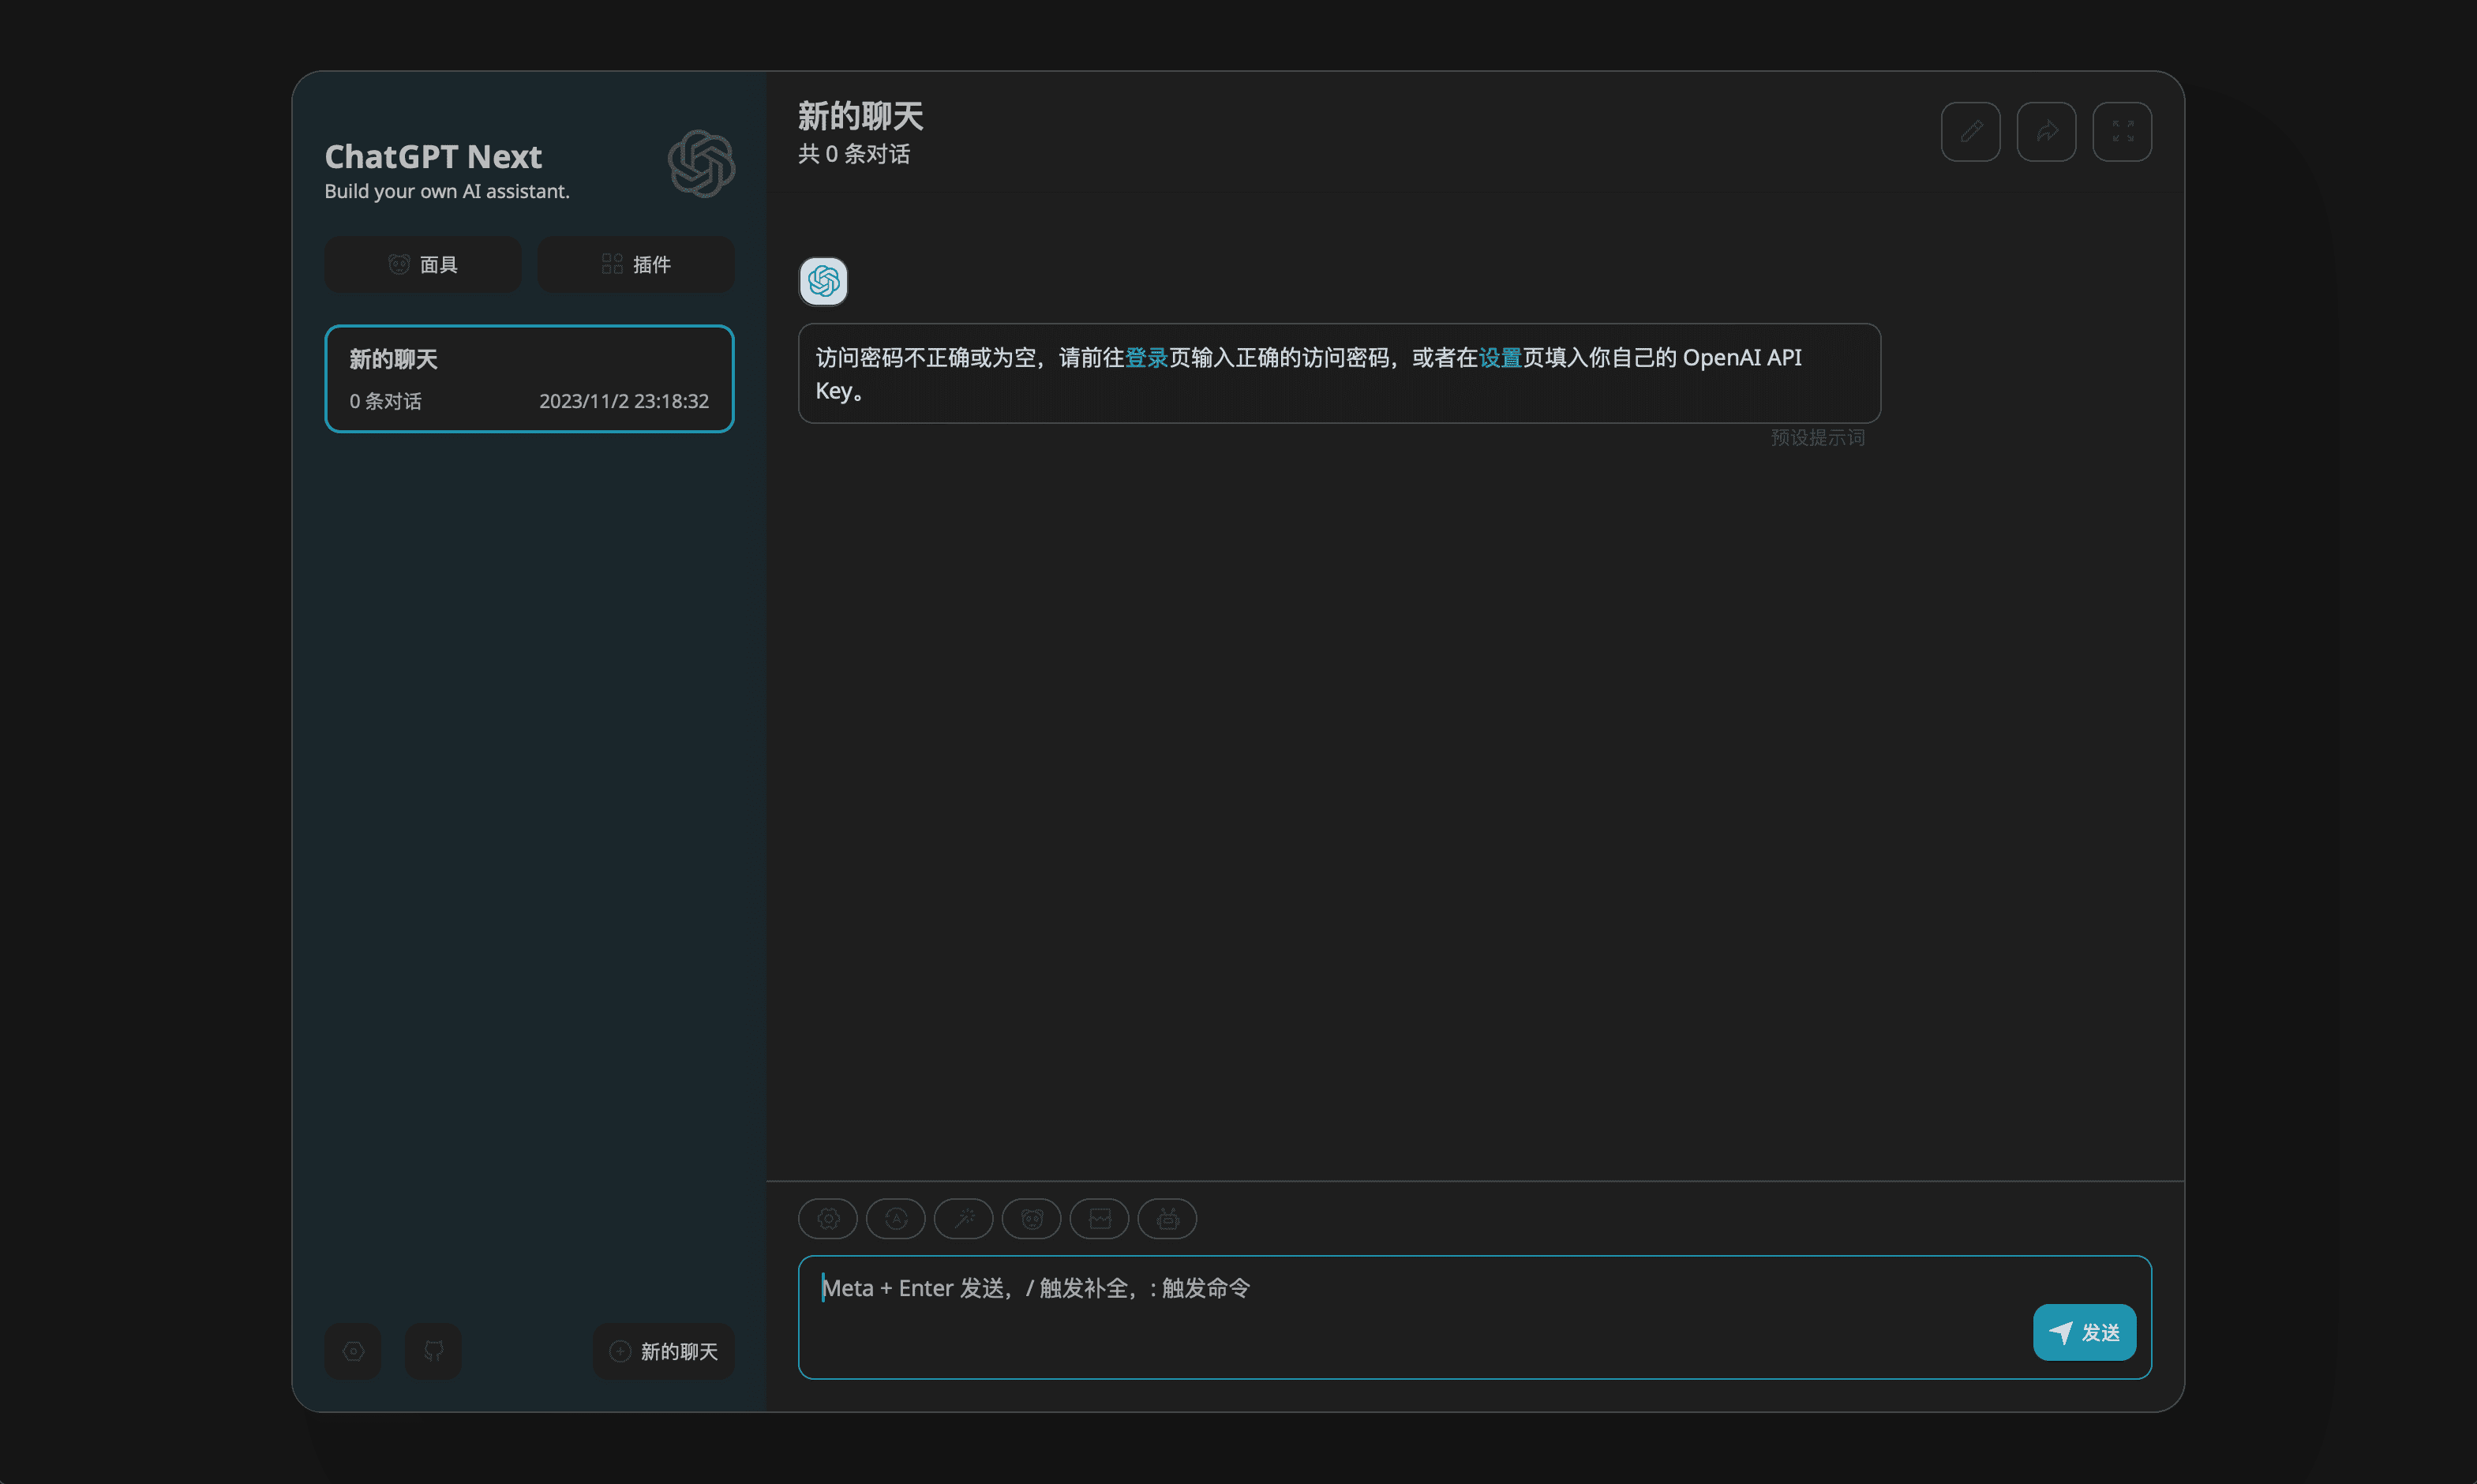 ChatGPT Next
Build your own AI assistant.
面具
插件
新的聊天
0 条对话
2023/11/2 23:18:32
新的聊天
新的聊天
共 0 条对话
访问密码不正确或为空，请前往登录页输入正确的访问密码，或者在设置页填入你自己的 OpenAI API
Key。
预设提示词
Meta + Enter 发送，/ 触发补全，: 触发命令
发送